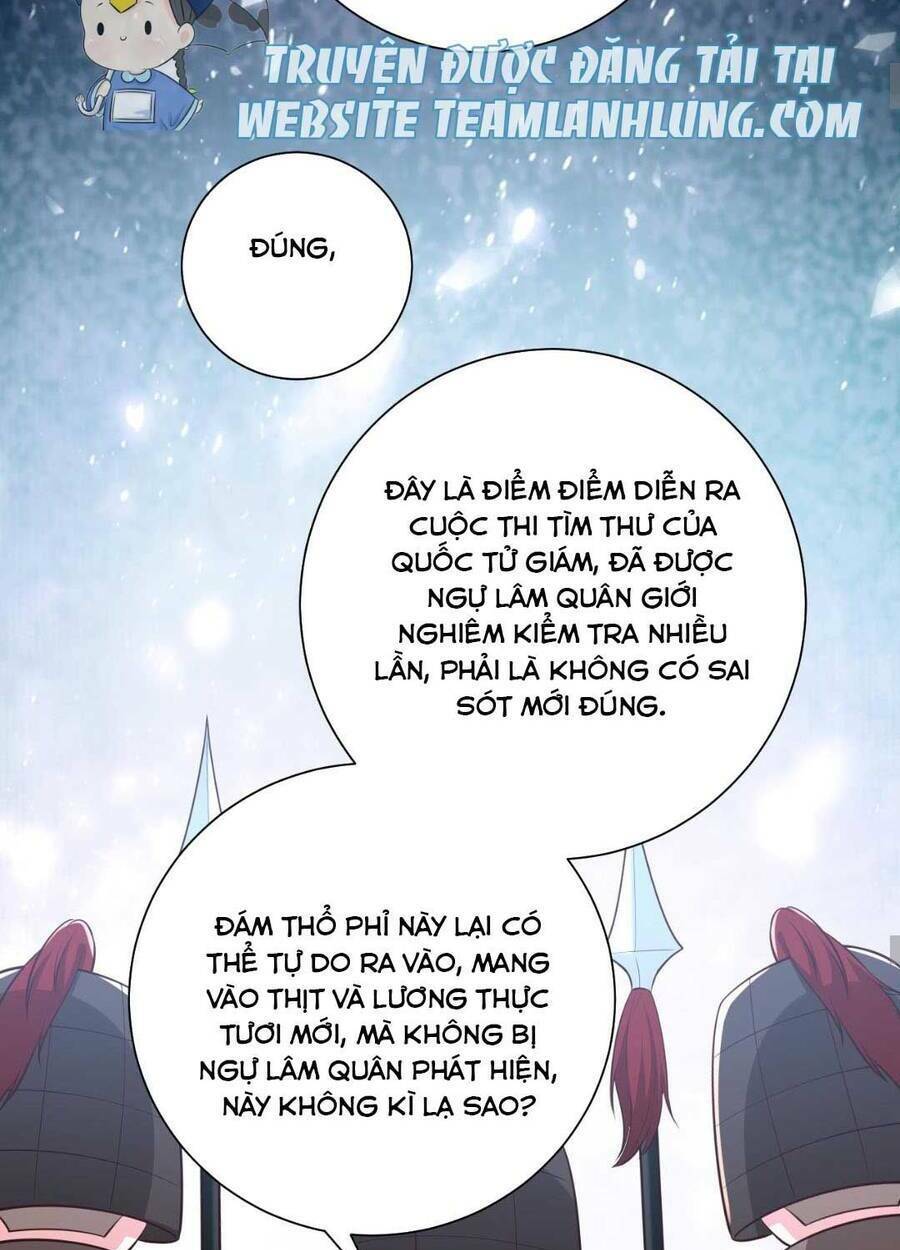 TRUYỆN ĐƯỢC ĐĂNG TẢI TẠI
WEBSITE TEAMLANHLUNG.COM
ĐÚNG,
ĐÂY LÀ ĐIỂM ĐIỂM DIỄN RA
CUỘC THI TÌM THƯ CỦA
QUỐC TỬ GIÁM, ĐÃ ĐƯỢC
NGỰ LÂM QUÂN GIỚI
NGHIÊM KIỂM TRA NHIỀU
LẦN, PHẢI LÀ KHÔNG CÓ SAI
SÓT MỚI ĐÚNG.
ĐÁM THỔ PHỈ NÀY LẠI CÓ
THỂ TỰ DO RA VÀO, MANG
VÀO THỊT VÀ LƯƠNG THỰC
TƯƠI MỚI, MÀ KHÔNG BỊ
NGỰ LÂM QUÂN PHÁT HIỆN,
NÀY KHÔNG KÌ LẠ SAO?